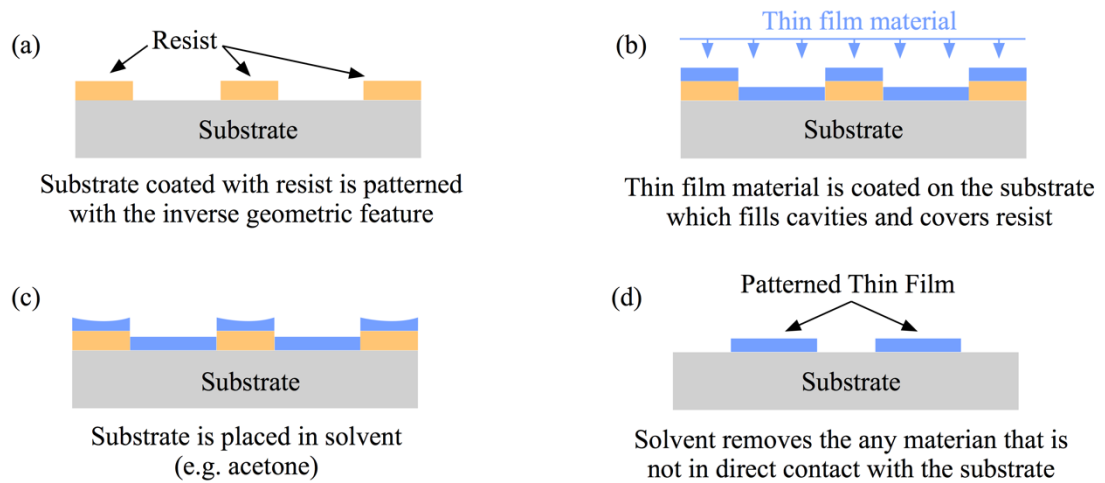 (a)
Resist
Substrate
Substrate coated with resist is patterned
with the inverse geometric feature
(b)
Thin film material
Substrate
Thin film material is coated on the substrate
which fills cavities and covers resist
(c)
Substrate
Substrate is placed in solvent
(e.g. acetone)
(d)
Patterned Thin Film
Substrate
Solvent removes the any materian that is
not in direct contact with the substrate